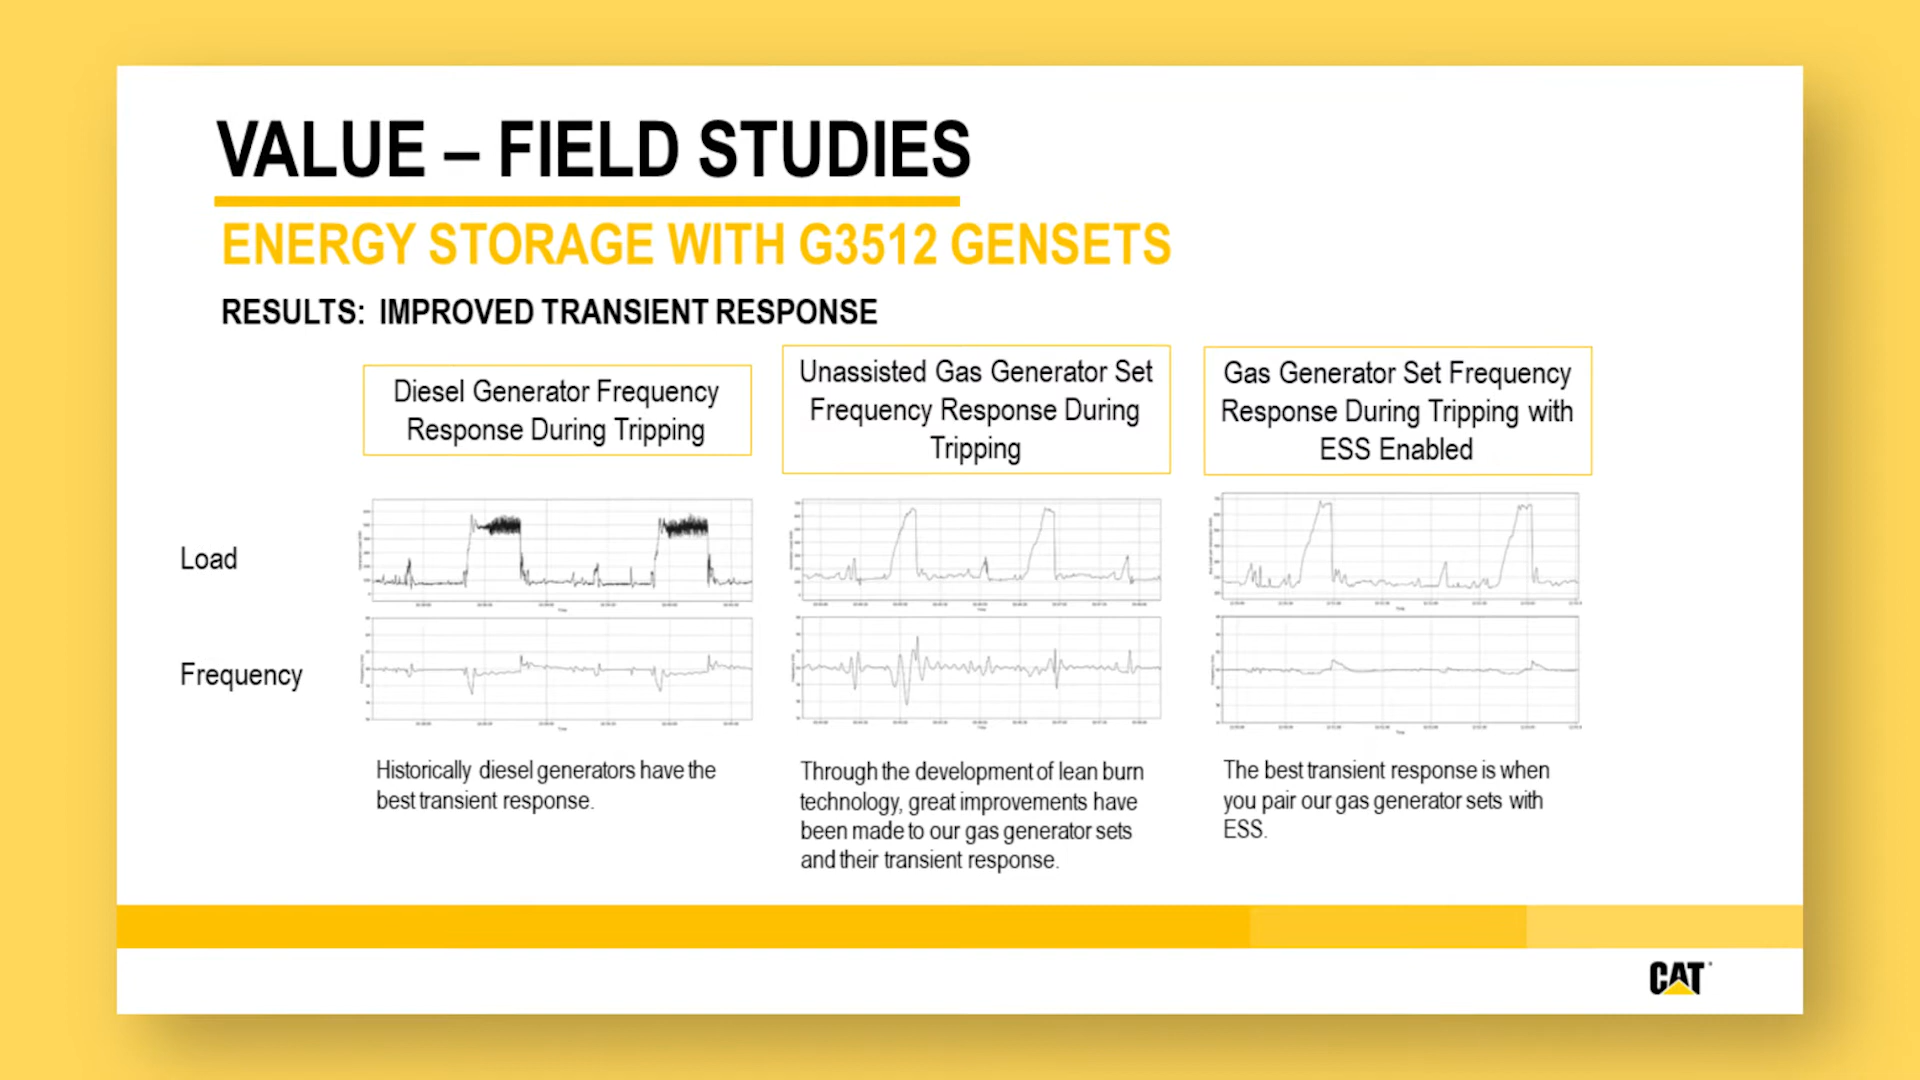 VALUE – FIELD STUDIES
ENERGY STORAGE WITH G3512 GENSETS
RESULTS: IMPROVED TRANSIENT RESPONSE
Diesel Generator Frequency
Response During Tripping
Unassisted Gas Generator Set
Frequency Response During
Tripping
Gas Generator Set Frequency
Response During Tripping with
ESS Enabled
Load
Frequency
Historically diesel generators have the
best transient response.
Through the development of lean burn
technology, great improvements have
been made to our gas generator sets
and their transient response.
The best transient response is when
you pair our gas generator sets with
ESS.
CAT